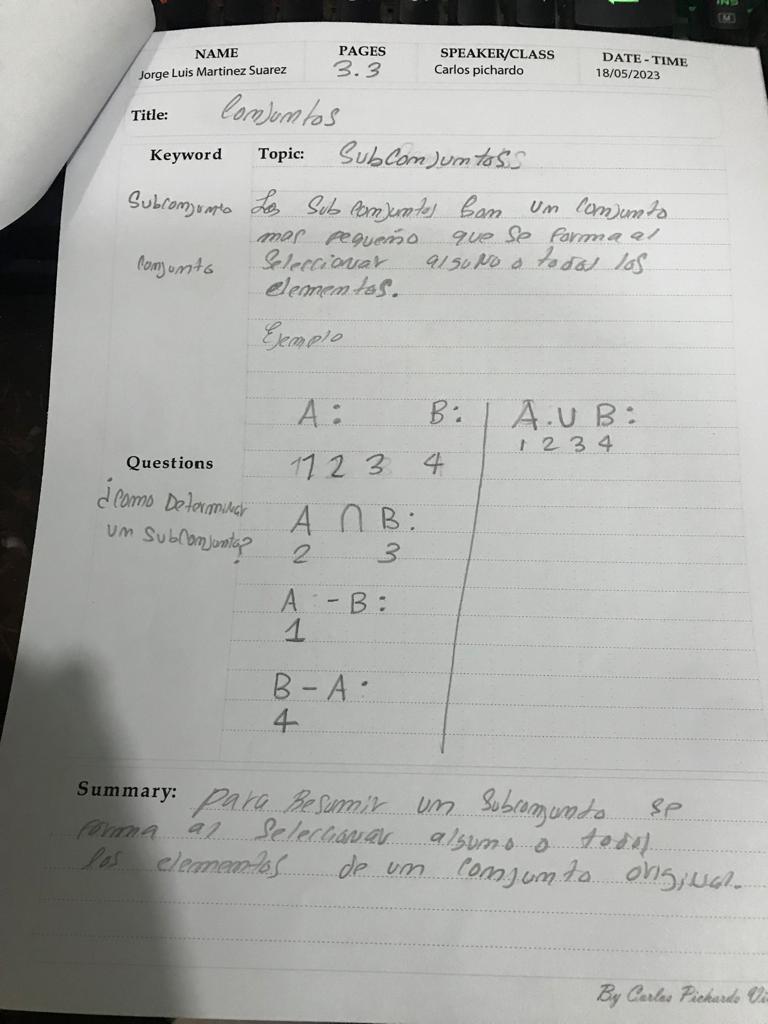 NAME PAGES SPEAKER/CLASS DATE - TIME
Jorge Luis Martinez Suarez 3.3 Carlos pichardo 18/05/2023
Title: Conjuntos
Keyword Topic: SubConjuntoSS
Subconjunto Los Sub Conjuntos Son un Conjunto
mas pequeño que se forma al
Conjunto Seleccionar alguno o todos los
elementos.
Ejemplo
A: B: A.U B:
1 2 3 4
Questions 1 2 3 4
¿Como Determinar A ∩ B:
un SubConjunto? 2 3
A - B:
1
B - A:
4
Summary: para Resumir un Subconjunto se
forma al Seleccionar alguno o todos
los elementos de un Conjunto original.
By Carlos Pichardo Vi